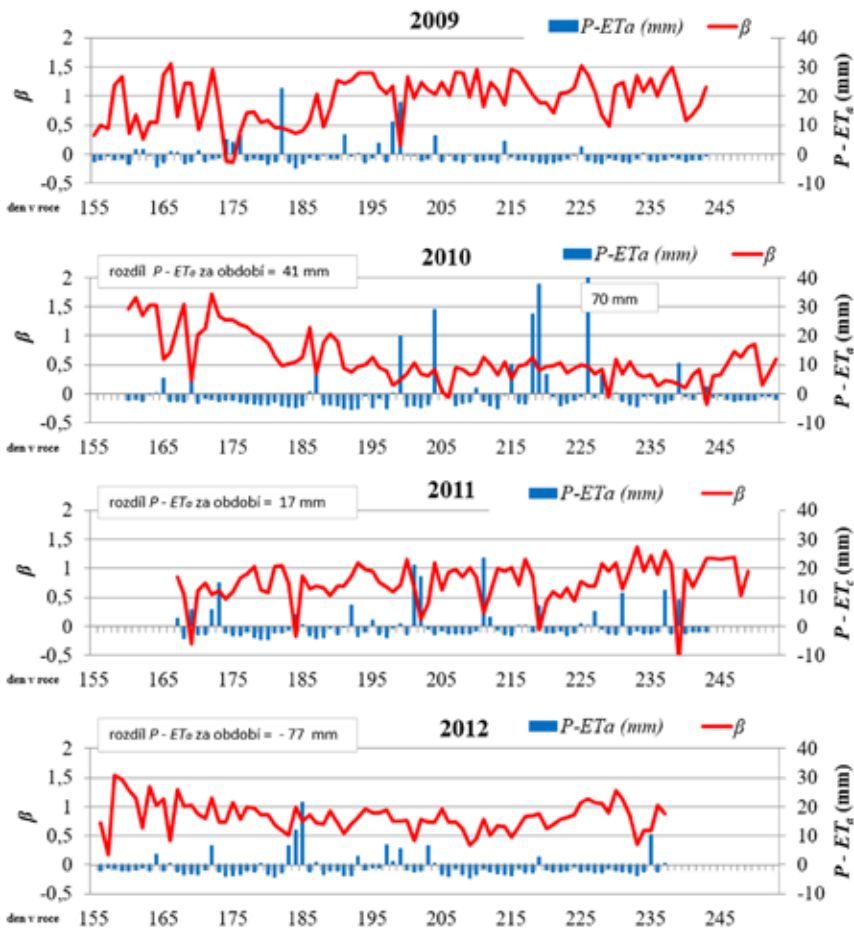 2009
P-ETa (mm) β
2 1,5 1 0,5 0 -0,5
β
40 30 20 10 0 -10
P - ETa (mm)
den v roce
155 165 175 185 195 205 215 225 235 245
rozdíl P - ETa za období = 41 mm
2010
P-ETa (mm) β
70 mm
2 1,5 1 0,5 0 -0,5
β
40 30 20 10 0 -10
P - ETa (mm)
den v roce
155 165 175 185 195 205 215 225 235 245
rozdíl P - ETa za období = 17 mm
2011
P-ETa (mm) β
2 1,5 1 0,5 0 -0,5
β
40 30 20 10 0 -10
P - ETc (mm)
den v roce
155 165 175 185 195 205 215 225 235 245
rozdíl P - ETa za období = - 77 mm
2012
P-ETa (mm) β
2 1,5 1 0,5 0 -0,5
β
40 30 20 10 0 -10
P - ETa (mm)
den v roce
155 165 175 185 195 205 215 225 235 245